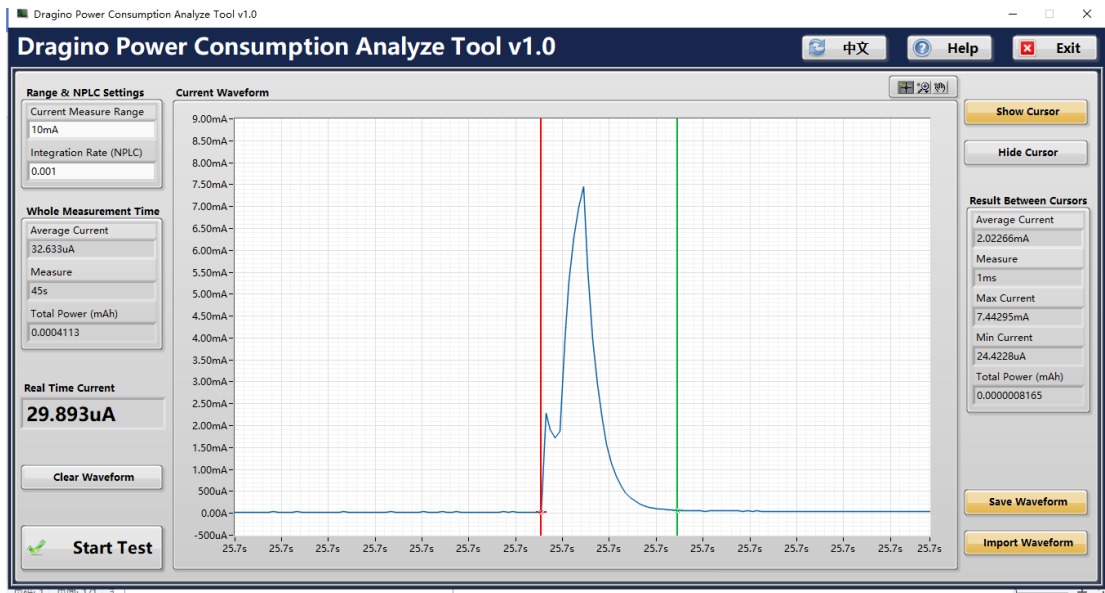 Dragino Power Consumption Analyze Tool v1.0
Dragino Power Consumption Analyze Tool v1.0
中文
Help
Exit
Range & NPLC Settings
Current Measure Range
10mA
Integration Rate (NPLC)
0.001
Whole Measurement Time
Average Current
32.633uA
Measure
45s
Total Power (mAh)
0.0004113
Real Time Current
29.893uA
Clear Waveform
Start Test
Current Waveform
9.00mA
8.50mA
8.00mA
7.50mA
7.00mA
6.50mA
6.00mA
5.50mA
5.00mA
4.50mA
4.00mA
3.50mA
3.00mA
2.50mA
2.00mA
1.50mA
1.00mA
500uA
0.00A
-500uA
25.7s 25.7s 25.7s 25.7s 25.7s 25.7s 25.7s 25.7s 25.7s 25.7s 25.7s 25.7s 25.7s 25.7s 25.7s 25.7s
Show Cursor
Hide Cursor
Result Between Cursors
Average Current
2.02266mA
Measure
1ms
Max Current
7.44295mA
Min Current
24.4228uA
Total Power (mAh)
0.0000008165
Save Waveform
Import Waveform